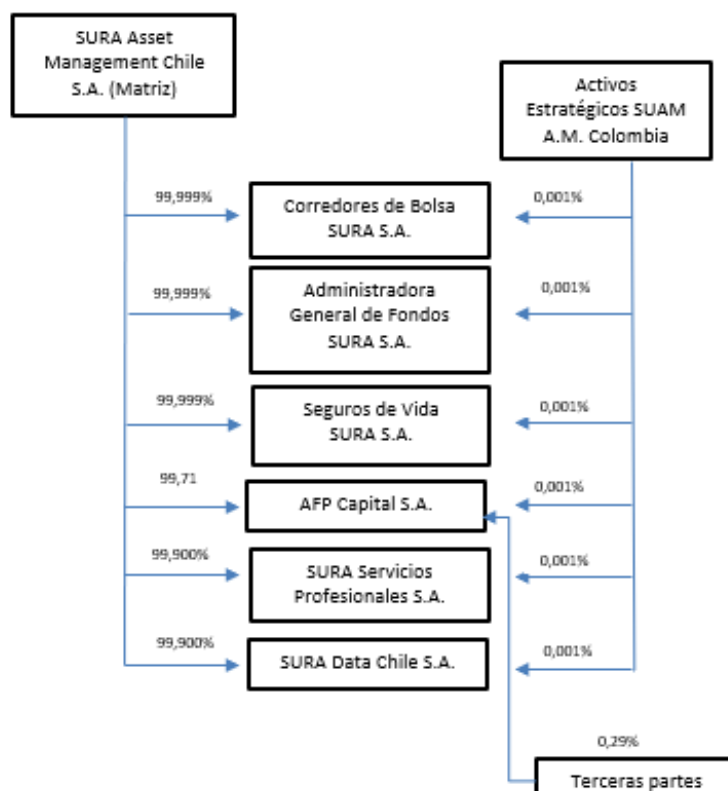 SURA Asset
Management Chile
S.A. (Matriz)
Activos
Estratégicos SUAM
A.M. Colombia
99,999%
Corredores de Bolsa
SURA S.A.
0,001%
99,999%
Administradora
General de Fondos
SURA S.A.
0,001%
99,999%
Seguros de Vida
SURA S.A.
0,001%
99,71
AFP Capital S.A.
0,001%
99,900%
SURA Servicios
Profesionales S.A.
0,001%
99,900%
SURA Data Chile S.A.
0,001%
0,29%
Terceras partes